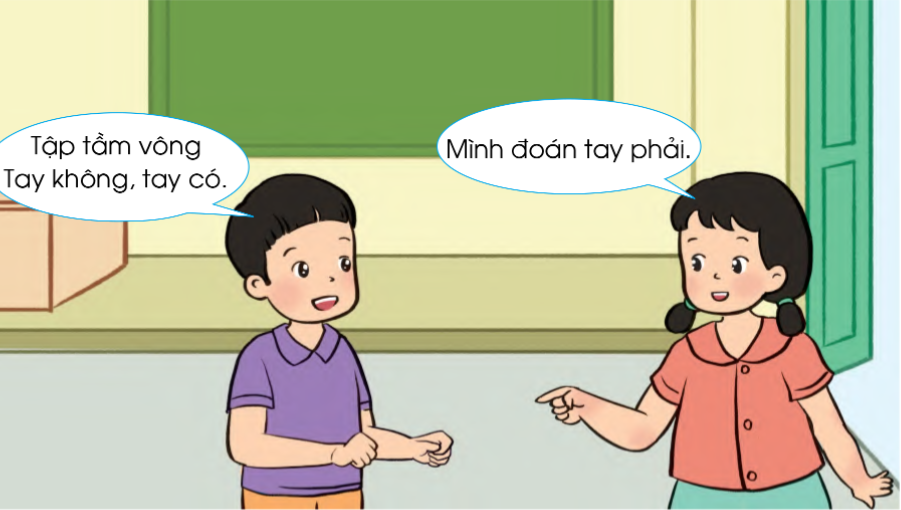 Tập tầm vông
Tay không, tay có.
Mình đoán tay phải.